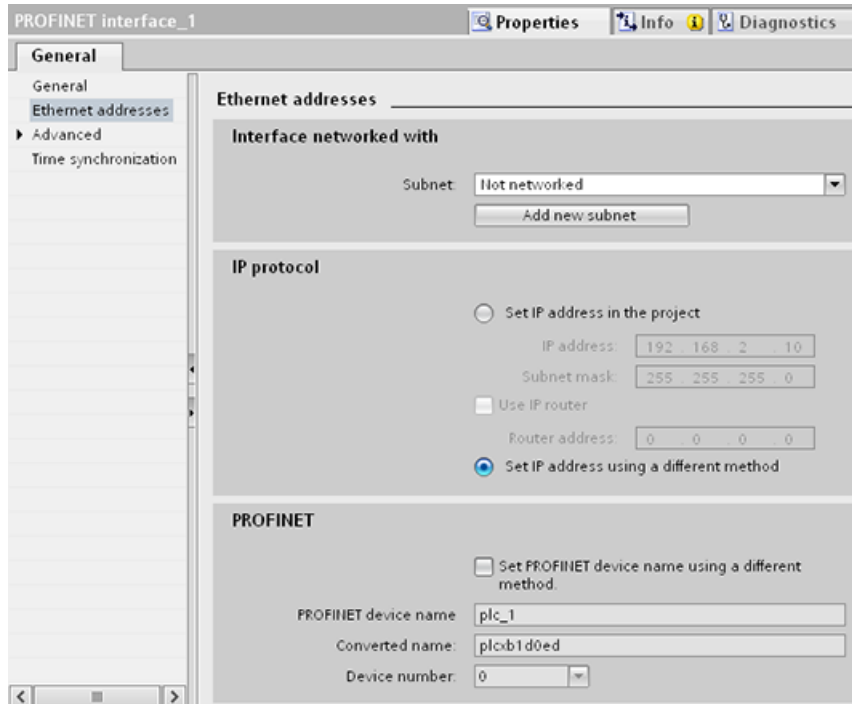 PROFINET interface_1
Properties
Info
Diagnostics
General
General
Ethernet addresses
Advanced
Time synchronization
Ethernet addresses
Interface networked with
Subnet: Not networked
Add new subnet
IP protocol
Set IP address in the project
IP address: 192 . 168 . 2 . 10
Subnet mask: 255 . 255 . 255 . 0
Use IP router
Router address: 0 . 0 . 0 . 0
Set IP address using a different method
PROFINET
Set PROFINET device name using a different
method.
PROFINET device name plc_1
Converted name: plcxb1d0ed
Device number: 0